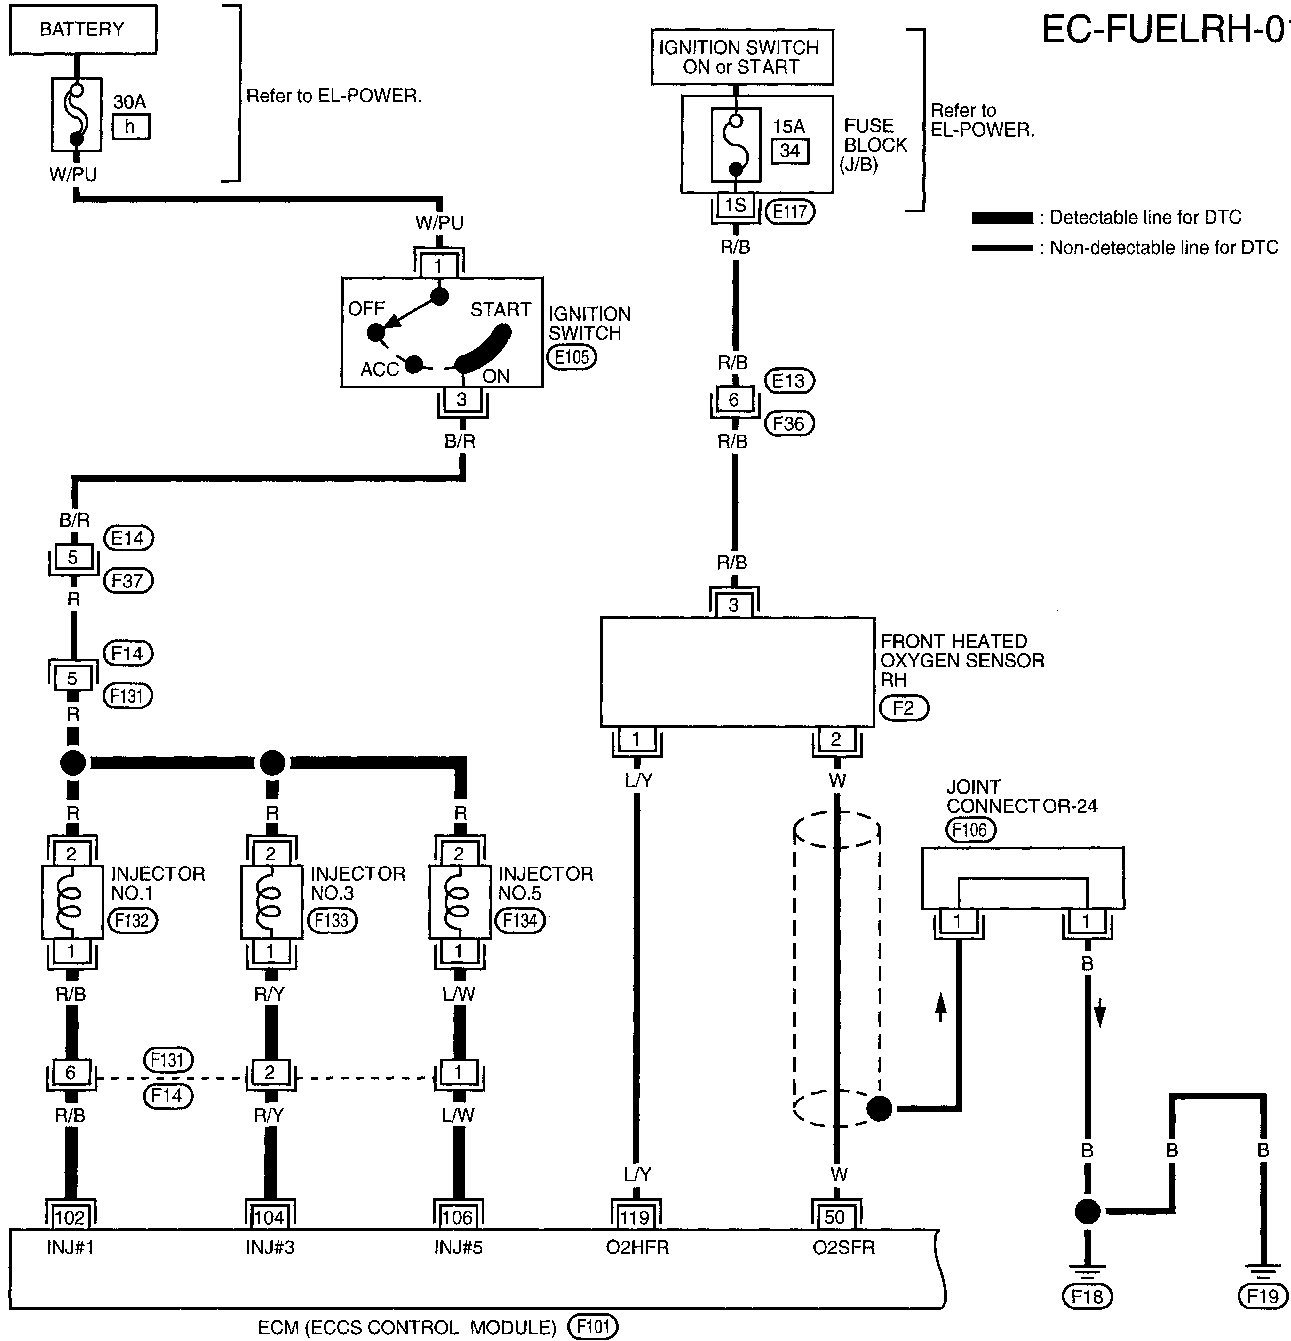 EC-FUELRH-01
BATTERY
30A
h
W/PU
Refer to EL-POWER.
IGNITION SWITCH
ON or START
15A
34
FUSE
BLOCK
(J/B)
1S
E117
R/B
Refer to
EL-POWER.
: Detectable line for DTC
: Non-detectable line for DTC
W/PU
1
OFF
START
ACC
ON
IGNITION
SWITCH
E105
3
B/R
R/B
6
E13
F36
R/B
B/R
5
E14
F37
R
F14
5
F131
R
R/B
3
FRONT HEATED
OXYGEN SENSOR
RH
F2
1
2
L/Y
W
JOINT
CONNECTOR-24
F106
1
1
B
R
R
R
2
2
2
INJECTOR
NO.1
F132
INJECTOR
NO.3
F133
INJECTOR
NO.5
F134
1
1
1
R/B
R/Y
L/W
6
F131
F14
2
1
R/B
R/Y
L/W
L/Y
W
B
B
B
102
104
106
119
50
INJ#1
INJ#3
INJ#5
O2HFR
O2SFR
F18
F19
ECM (ECCS CONTROL MODULE)
F101